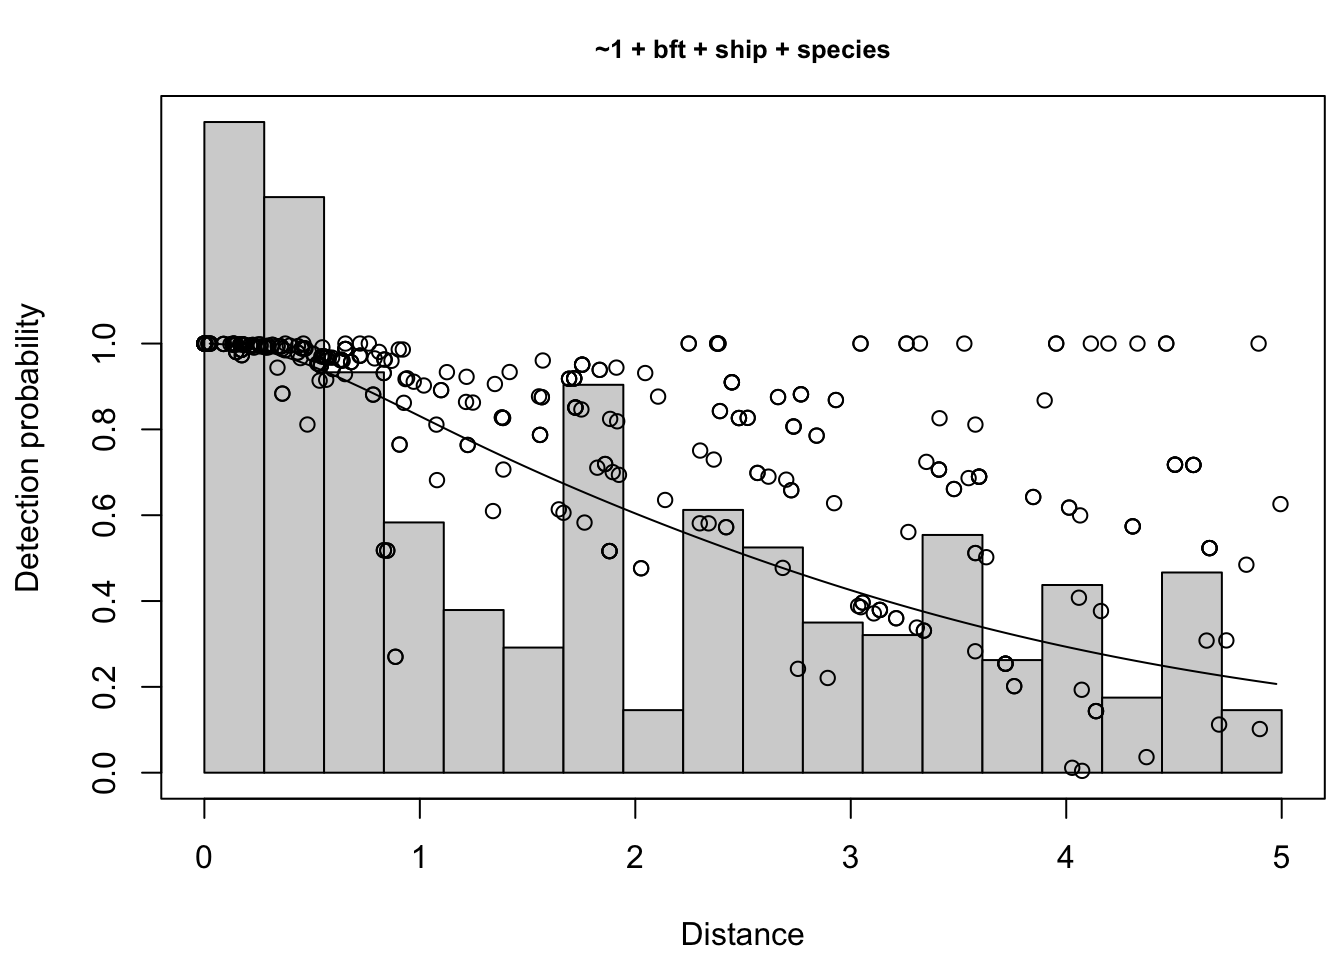 ~1 + bft + ship + species
Detection probability
1.0
0.8
0.6
0.4
0.2
0.0
0 1 2 3 4 5
Distance